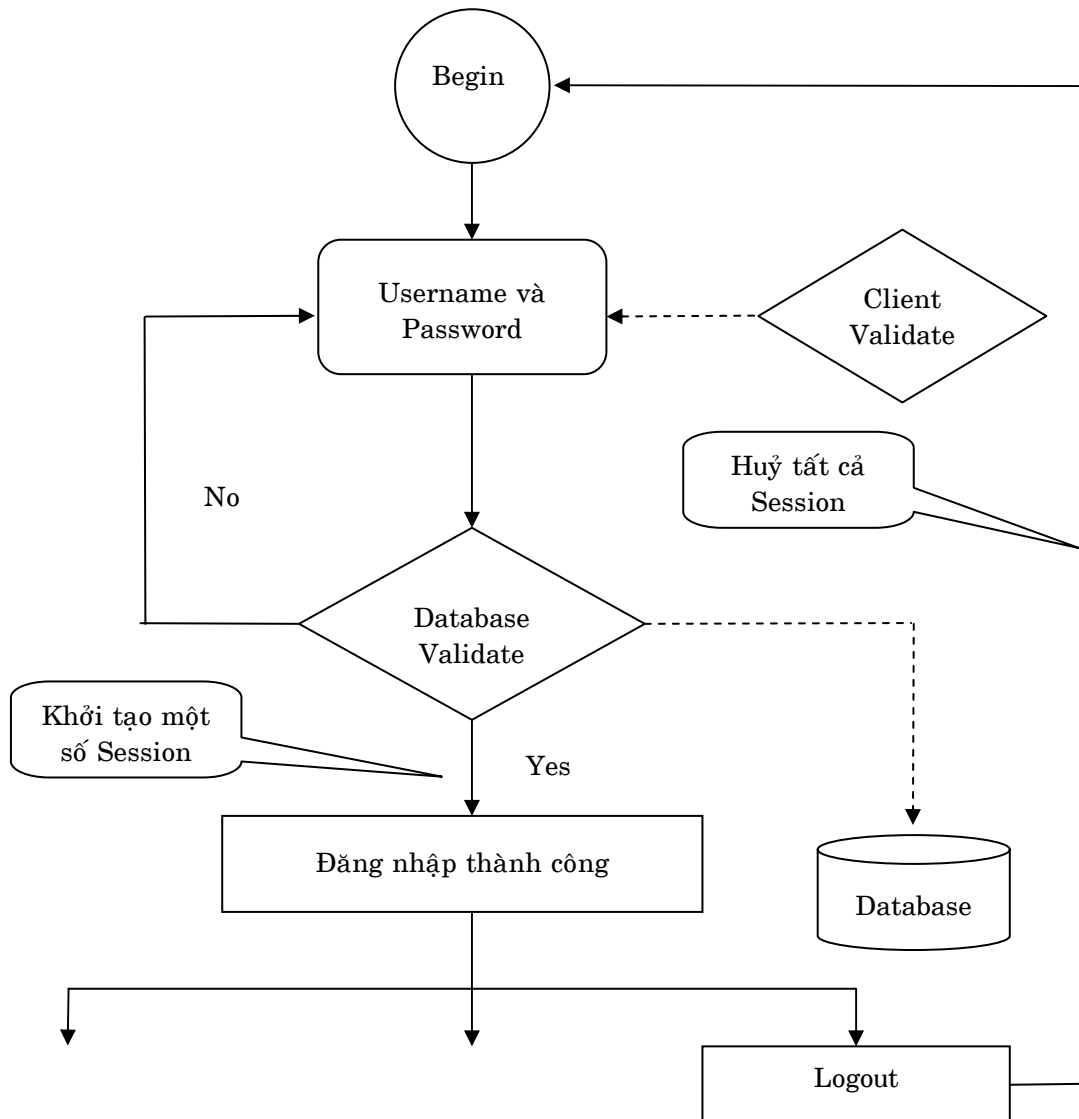 Begin
Username và
Password
Client
Validate
Huỷ tất cả
Session
No
Database
Validate
Khởi tạo một
số Session
Yes
Đăng nhập thành công
Database
Logout